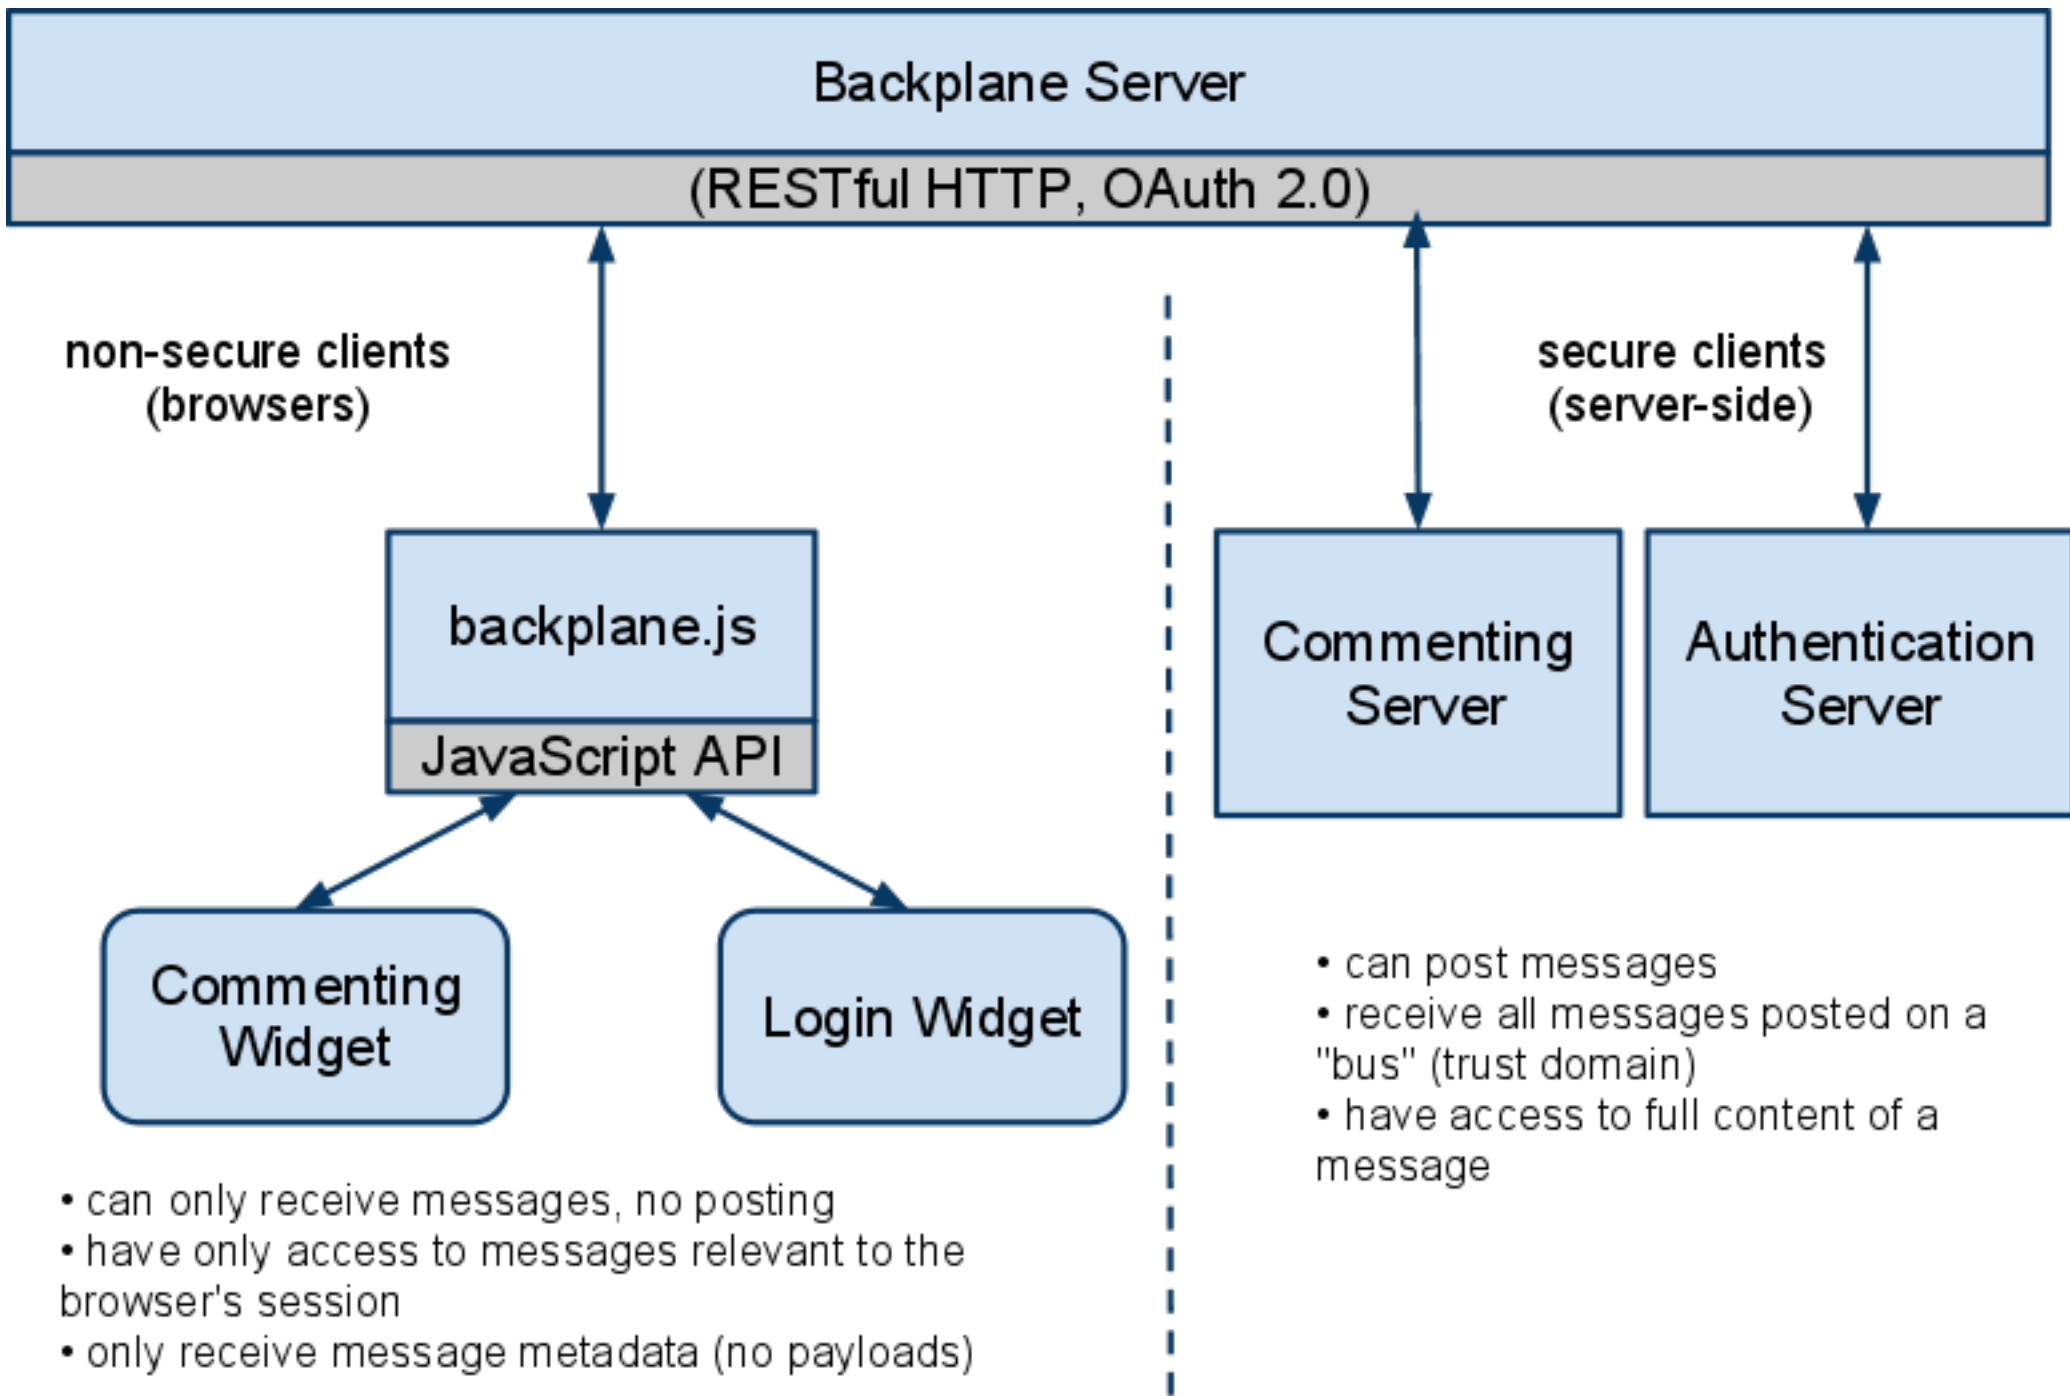 Backplane Server
(RESTful HTTP, OAuth 2.0)
non-secure clients
(browsers)
secure clients
(server-side)
backplane.js
JavaScript API
Commenting
Server
Authentication
Server
Commenting
Widget
Login Widget
• can only receive messages, no posting
• have only access to messages relevant to the
browser's session
• only receive message metadata (no payloads)
• can post messages
• receive all messages posted on a
"bus" (trust domain)
• have access to full content of a
message